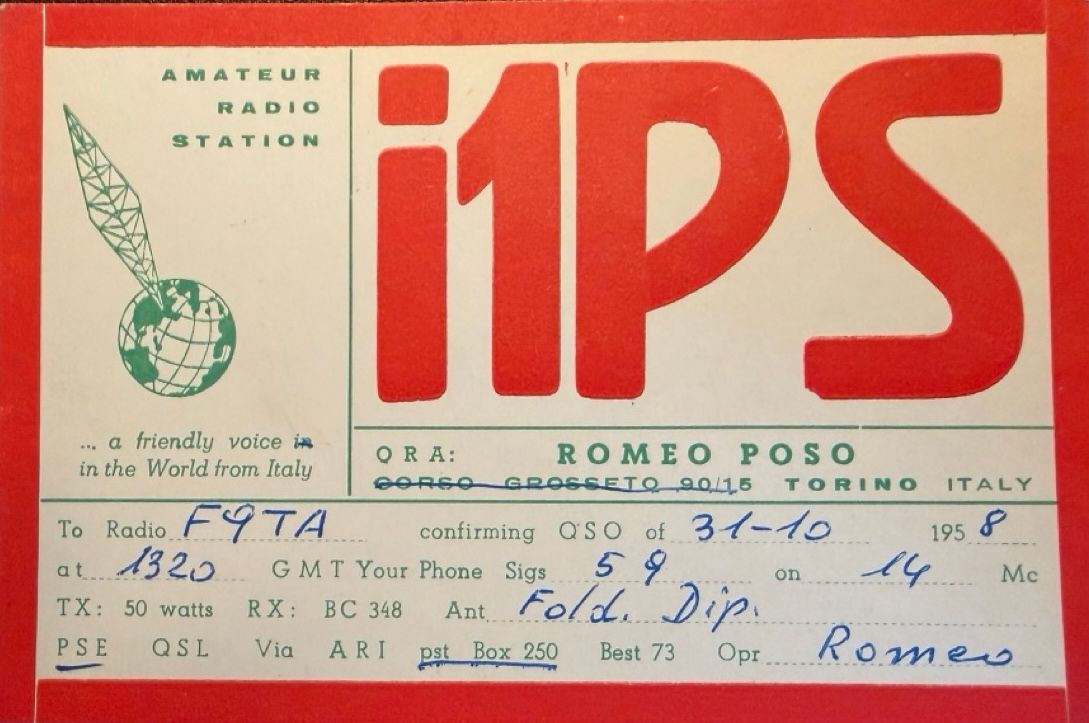 AMATEUR
RADIO
STATION
i1PS
... a friendly voice in
in the World from Italy
QRA: ROMEO POSO
CORSO GROSSETO 90/15 TORINO ITALY
To Radio F9TA confirming QSO of 31-10 1958
at 1320 GMT Your Phone Sigs 59 on 14 Mc
TX: 50 watts RX: BC 348 Ant Fold. Dip.
PSE QSL Via ARI pst Box 250 Best 73 Opr Romeo